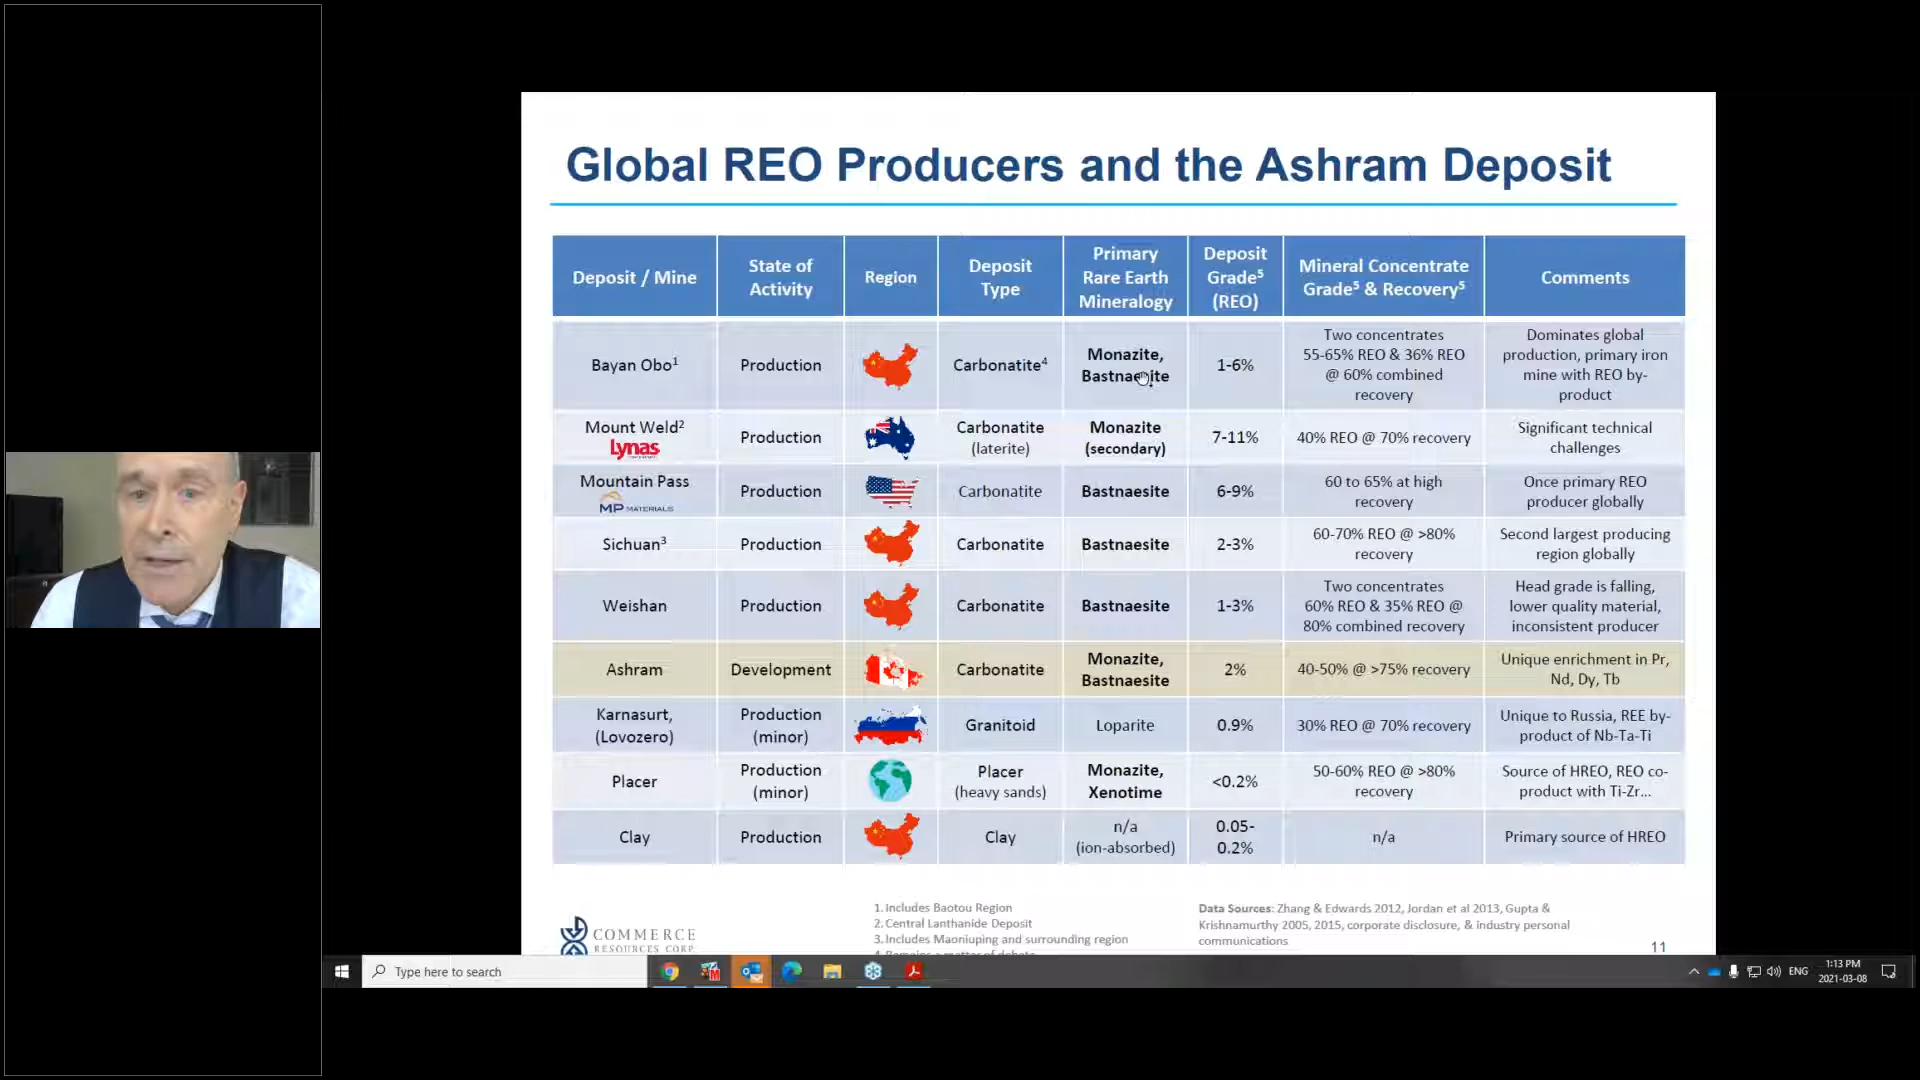 Global REO Producers and the Ashram Deposit
Deposit / Mine
State of
Activity
Region
Deposit
Type
Primary
Rare Earth
Mineralogy
Deposit
Grade⁵
(REO)
Mineral Concentrate
Grade⁵ & Recovery⁵
Comments
Bayan Obo¹
Production
Carbonatite⁴
Monazite,
Bastnaesite
1-6%
Two concentrates
55-65% REO & 36% REO
@ 60% combined
recovery
Dominates global
production, primary iron
mine with REO by-
product
Mount Weld²
Lynas
Production
Carbonatite
(laterite)
Monazite
(secondary)
7-11%
40% REO @ 70% recovery
Significant technical
challenges
Mountain Pass
MP MATERIALS
Production
Carbonatite
Bastnaesite
6-9%
60 to 65% at high
recovery
Once primary REO
producer globally
Sichuan³
Production
Carbonatite
Bastnaesite
2-3%
60-70% REO @ >80%
recovery
Second largest producing
region globally
Weishan
Production
Carbonatite
Bastnaesite
1-3%
Two concentrates
60% REO & 35% REO @
80% combined recovery
Head grade is falling,
lower quality material,
inconsistent producer
Ashram
Development
Carbonatite
Monazite,
Bastnaesite
2%
40-50% @ >75% recovery
Unique enrichment in Pr,
Nd, Dy, Tb
Karnasurt,
(Lovozero)
Production
(minor)
Granitoid
Loparite
0.9%
30% REO @ 70% recovery
Unique to Russia, REE by-
product of Nb-Ta-Ti
Placer
Production
(minor)
Placer
(heavy sands)
Monazite,
Xenotime
<0.2%
50-60% REO @ >80%
recovery
Source of HREO, REO co-
product with Ti-Zr...
Clay
Production
Clay
n/a
(ion-absorbed)
0.05-
0.2%
n/a
Primary source of HREO
COMMERCE
RESOURCES CORP.
1. Includes Baotou Region
2. Central Lanthanide Deposit
3. Includes Maoniuping and surrounding region
4. Remains a matter of debate
Data Sources: Zhang & Edwards 2012, Jordan et al 2013, Gupta &
Krishnamurthy 2005, 2015, corporate disclosure, & industry personal
communications
11
Type here to search
ENG
1:13 PM
2021-03-08